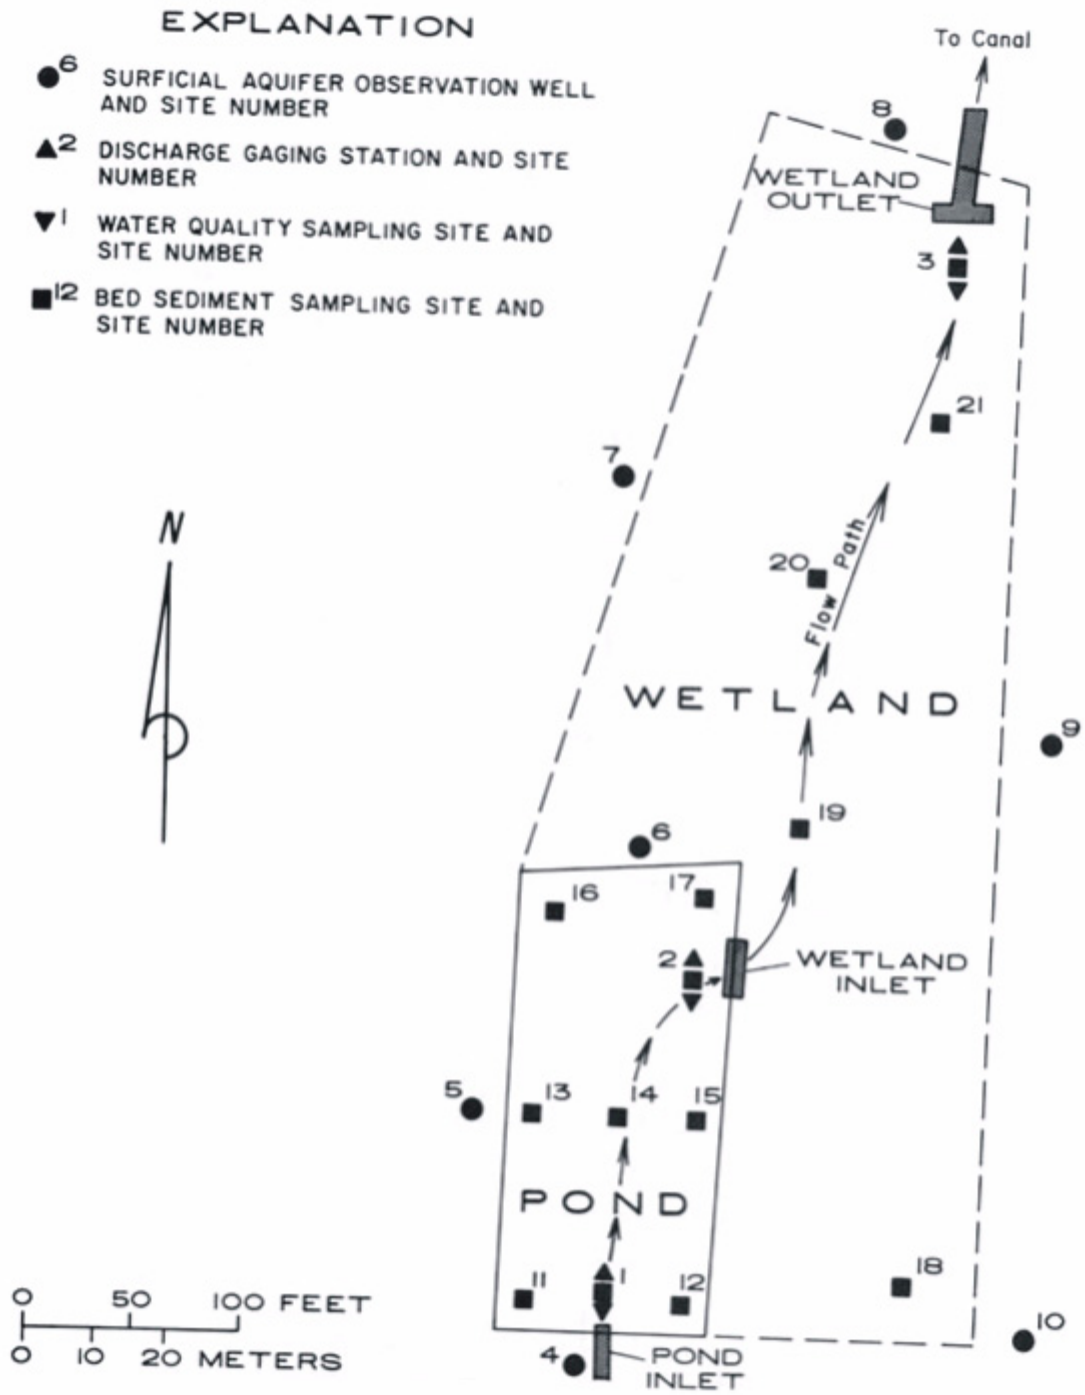 EXPLANATION
6 SURFICIAL AQUIFER OBSERVATION WELL
AND SITE NUMBER
2 DISCHARGE GAGING STATION AND SITE
NUMBER
1 WATER QUALITY SAMPLING SITE AND
SITE NUMBER
12 BED SEDIMENT SAMPLING SITE AND
SITE NUMBER
To Canal
8
WETLAND
OUTLET
3
21
7
N
20
Flow Path
WETLAND
9
19
6
16
17
2
WETLAND
INLET
5
13
14
15
POND
11
1
12
18
10
4
POND
INLET
0 50 100 FEET
0 10 20 METERS